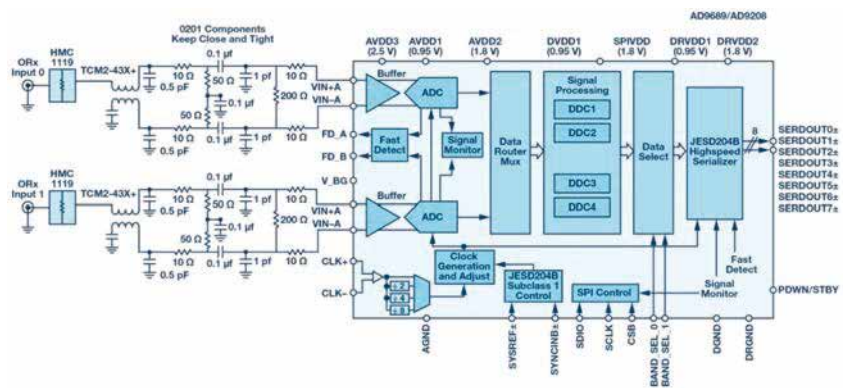 AD9689/AD9208
0201 Components
Keep Close and Tight
AVDD3
(2.5 V)
AVDD1
(0.95 V)
AVDD2
(1.8 V)
DVDD1
(0.95 V)
SPIVDD
(1.8 V)
DRVDD1
(0.95 V)
DRVDD2
(1.8 V)
ORx
Input 0
HMC
1119
TCM2-43X+
0.5 pF
10 Ω
0.1 µf
50 Ω
0.1 µf
50 Ω
10 Ω
1 pf
10 Ω
200 Ω
VIN+A
VIN−A
0.5 pF
10 Ω
0.1 µf
1 pf
10 Ω
Buffer
ADC
FD_A
FD_B
Fast
Detect
Signal
Monitor
V_BG
ORx
Input 1
HMC
1119
TCM2-43X+
0.5 pF
10 Ω
0.1 µf
50 Ω
0.1 µf
50 Ω
10 Ω
1 pf
10 Ω
200 Ω
VIN+A
VIN−A
0.5 pF
10 Ω
0.1 µf
1 pf
10 Ω
Buffer
ADC
Data
Router
Mux
Signal
Processing
DDC1
DDC2
DDC3
DDC4
Data
Select
JESD204B
Highspeed
Serializer
8
SERDOUT0±
SERDOUT1±
SERDOUT2±
SERDOUT3±
SERDOUT4±
SERDOUT5±
SERDOUT6±
SERDOUT7±
CLK+
CLK−
÷ 2
÷ 4
÷ 8
Clock
Generation
and Adjust
JESD204B
Subclass 1
Control
SPI Control
Signal
Monitor
Fast
Detect
PDWN/STBY
AGND
SYSREF±
SYNCINB±
SDIO
SCLK
CSB
BAND_SEL_0
BAND_SEL_1
DGND
DRGND